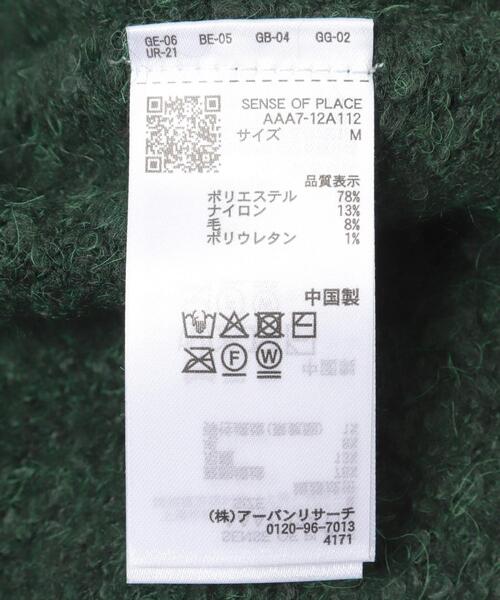 GE-06 BE-05 GB-04 GG-02
UR-21
SENSE OF PLACE
AAA7-12A112
サイズ M
品質表示
ポリエステル 78%
ナイロン 13%
毛 8%
ポリウレタン 1%
中国製
F W
(株)アーバンリサーチ
0120-96-7013
4171